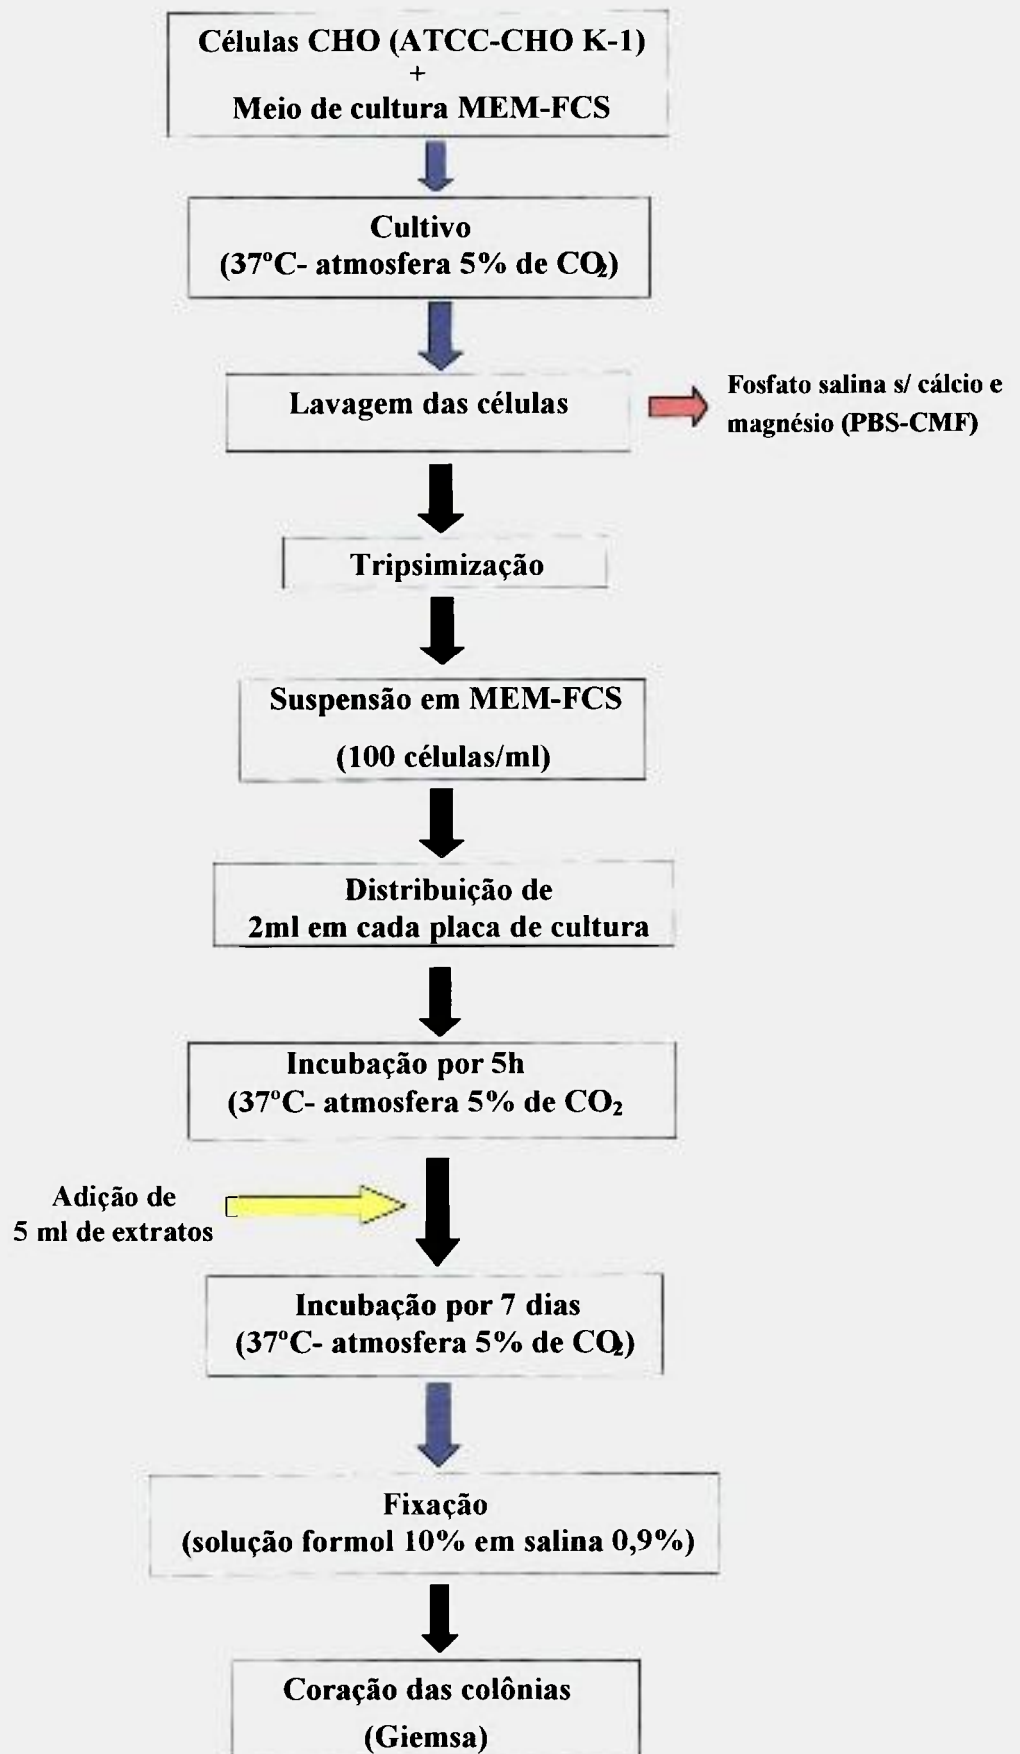 Células CHO (ATCC-CHO K-1)
+
Meio de cultura MEM-FCS
Cultivo
(37ºC- atmosfera 5% de CO₂)
Lavagem das células
Fosfato salina s/ cálcio e
magnésio (PBS-CMF)
Tripsimização
Suspensão em MEM-FCS
(100 células/ml)
Distribuição de
2ml em cada placa de cultura
Incubação por 5h
(37ºC- atmosfera 5% de CO₂
Adição de
5 ml de extratos
Incubação por 7 dias
(37ºC- atmosfera 5% de CO₂)
Fixação
(solução formol 10% em salina 0,9%)
Coração das colônias
(Giemsa)